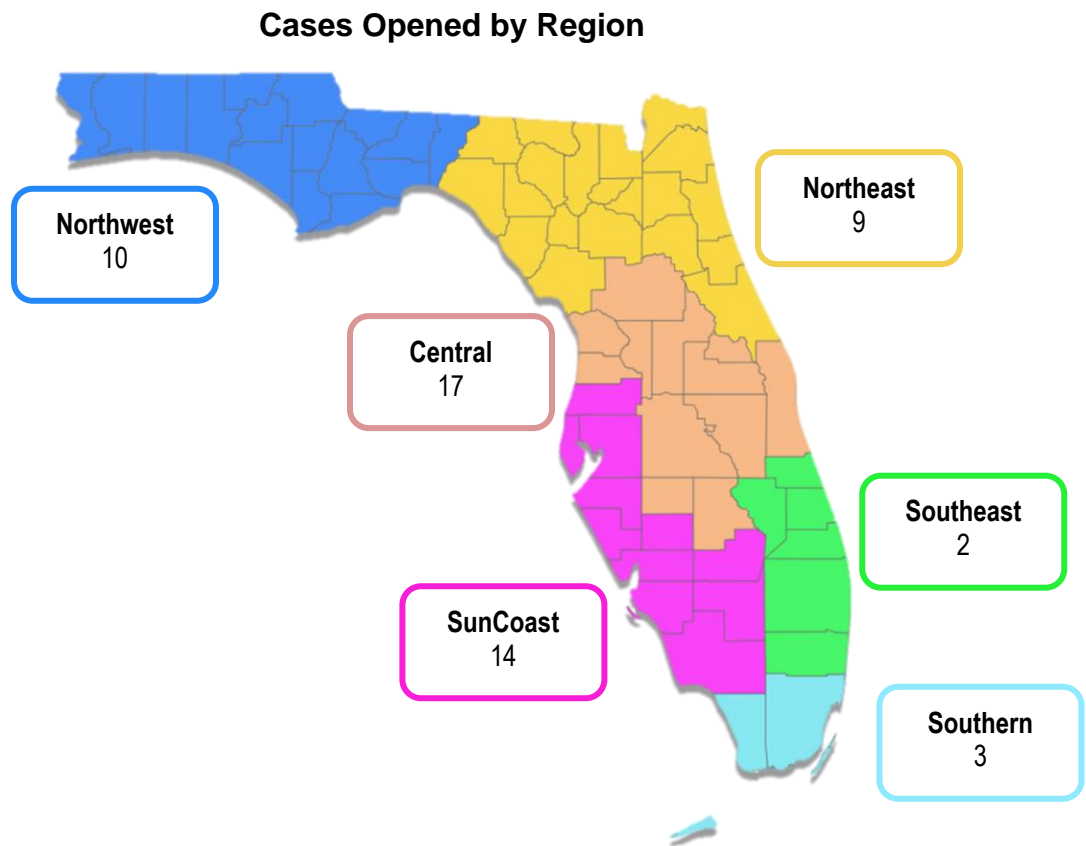 Cases Opened by Region
Northwest
10
Northeast
9
Central
17
Southeast
2
SunCoast
14
Southern
3